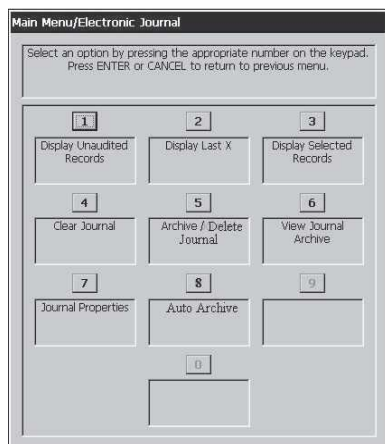 Main Menu/Electronic Journal
Select an option by pressing the appropriate number on the keypad.
Press ENTER or CANCEL to return to previous menu.
1 2 3
Display Unaudited Records
Display Last X
Display Selected Records
4 5 6
Clear Journal
Archive / Delete Journal
View Journal Archive
7 8 9
Journal Properties
Auto Archive
0